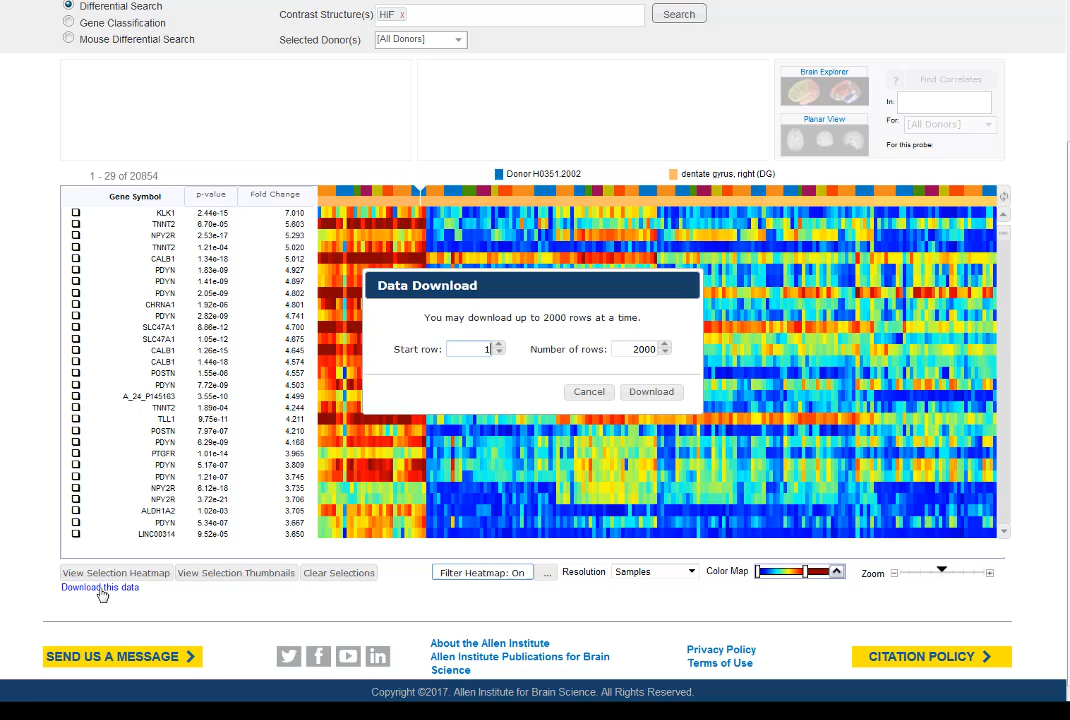 Differential Search
Gene Classification
Mouse Differential Search
Contrast Structure(s) HiF x
Search
Selected Donor(s) [All Donors]
Brain Explorer
Planar View
? Find Correlates
In:
For: [All Donors]
For this probe:
1 - 29 of 20854
Donor H0351.2002
dentate gyrus, right (DG)
Gene Symbol p-value Fold Change
KLK1 2.44e-15 7.010
TNNT2 6.70e-05 5.603
NPY2R 2.53e-17 5.293
TNNT2 1.21e-04 5.020
CALB1 1.34e-18 5.012
PDYN 1.83e-09 4.927
PDYN 1.41e-09 4.897
PDYN 2.05e-09 4.802
CHRNA1 1.92e-06 4.801
PDYN 2.82e-09 4.741
SLC47A1 8.86e-12 4.700
SLC47A1 1.05e-12 4.675
CALB1 1.26e-15 4.645
CALB1 1.44e-18 4.574
POSTN 1.55e-08 4.557
PDYN 7.72e-09 4.503
A_24_P145163 3.55e-10 4.499
TNNT2 1.89e-04 4.244
TLL1 9.75e-11 4.211
POSTN 7.97e-07 4.210
PDYN 6.29e-09 4.168
PTGFR 1.01e-14 3.965
PDYN 5.17e-07 3.809
PDYN 1.21e-07 3.745
NPY2R 8.12e-18 3.735
NPY2R 3.72e-21 3.706
ALDH1A2 1.02e-03 3.705
PDYN 5.34e-07 3.667
LINC00314 9.52e-05 3.650
Data Download
You may download up to 2000 rows at a time.
Start row: 1 Number of rows: 2000
Cancel Download
View Selection Heatmap View Selection Thumbnails Clear Selections
Filter Heatmap: On ... Resolution Samples Color Map Zoom
Download this data
SEND US A MESSAGE
About the Allen Institute
Allen Institute Publications for Brain
Science
Privacy Policy
Terms of Use
CITATION POLICY
Copyright ©2017. Allen Institute for Brain Science. All Rights Reserved.